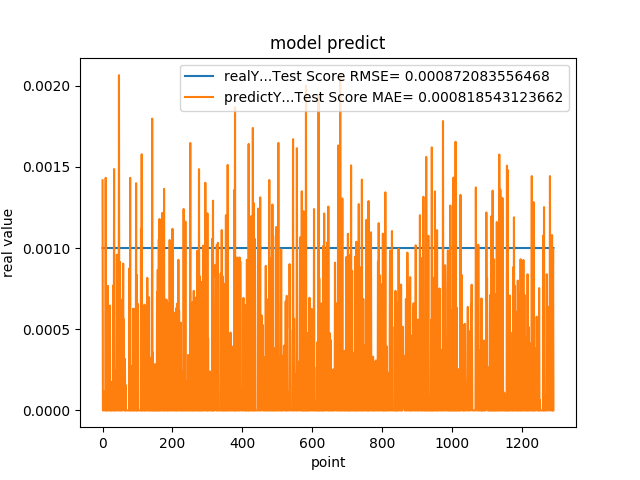 model predict
realY...Test Score RMSE= 0.000872083556468
predictY...Test Score MAE= 0.000818543123662
0.0020
0.0015
0.0010
0.0005
0.0000
real value
0 200 400 600 800 1000 1200
point